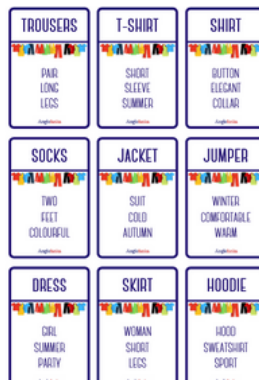 TROUSERS
PAIR
LONG
LEGS
T-SHIRT
SHORT
SLEEVE
SUMMER
SHIRT
BUTTON
ELEGANT
COLLAR
SOCKS
TWO
FEET
COLOURFUL
JACKET
SUIT
COLD
AUTUMN
JUMPER
WINTER
COMFORTABLE
WARM
DRESS
GIRL
SUMMER
PARTY
SKIRT
WOMAN
SHORT
LEGS
HOODIE
HOOD
SWEATSHIRT
SPORT